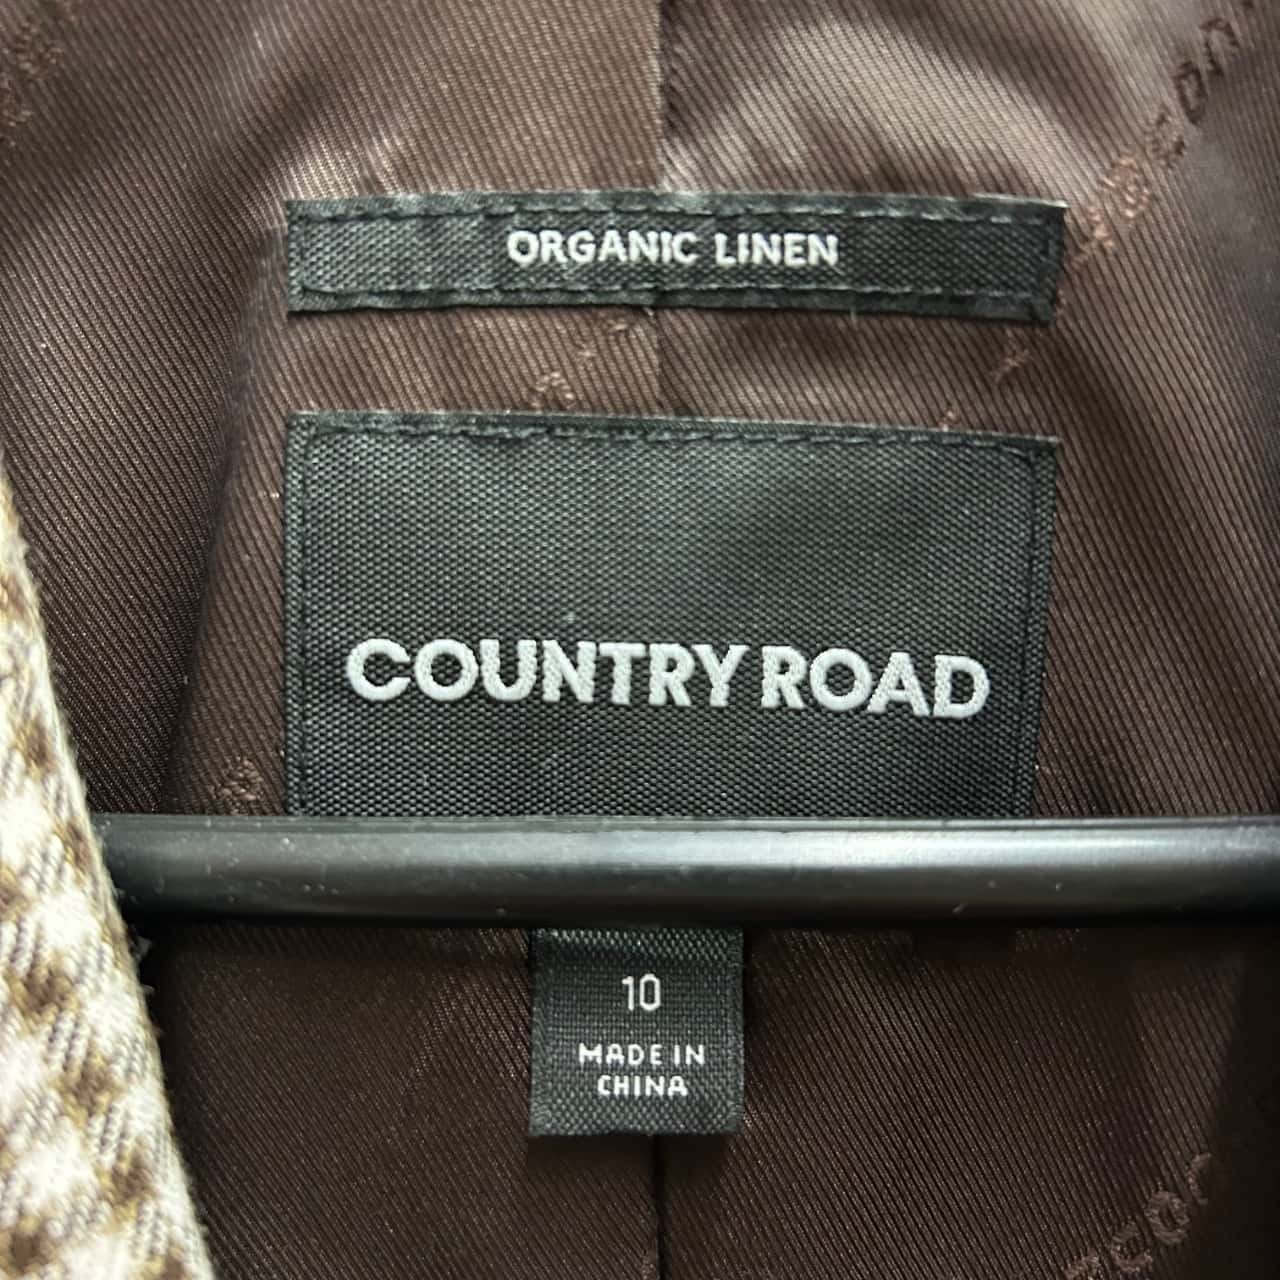 ORGANIC LINEN
COUNTRY ROAD
10
MADE IN
CHINA